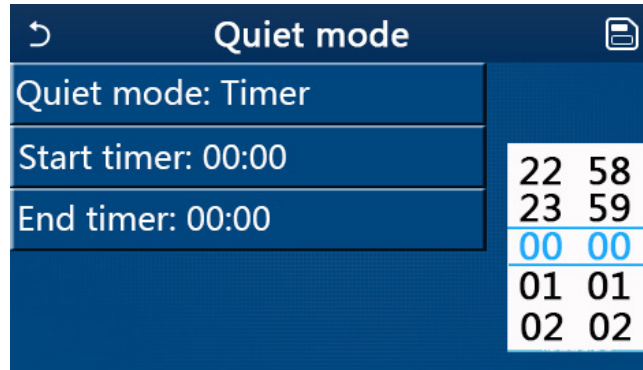 Quiet mode
Quiet mode: Timer
Start timer: 00:00
End timer: 00:00
22 58
23 59
00 00
01 01
02 02